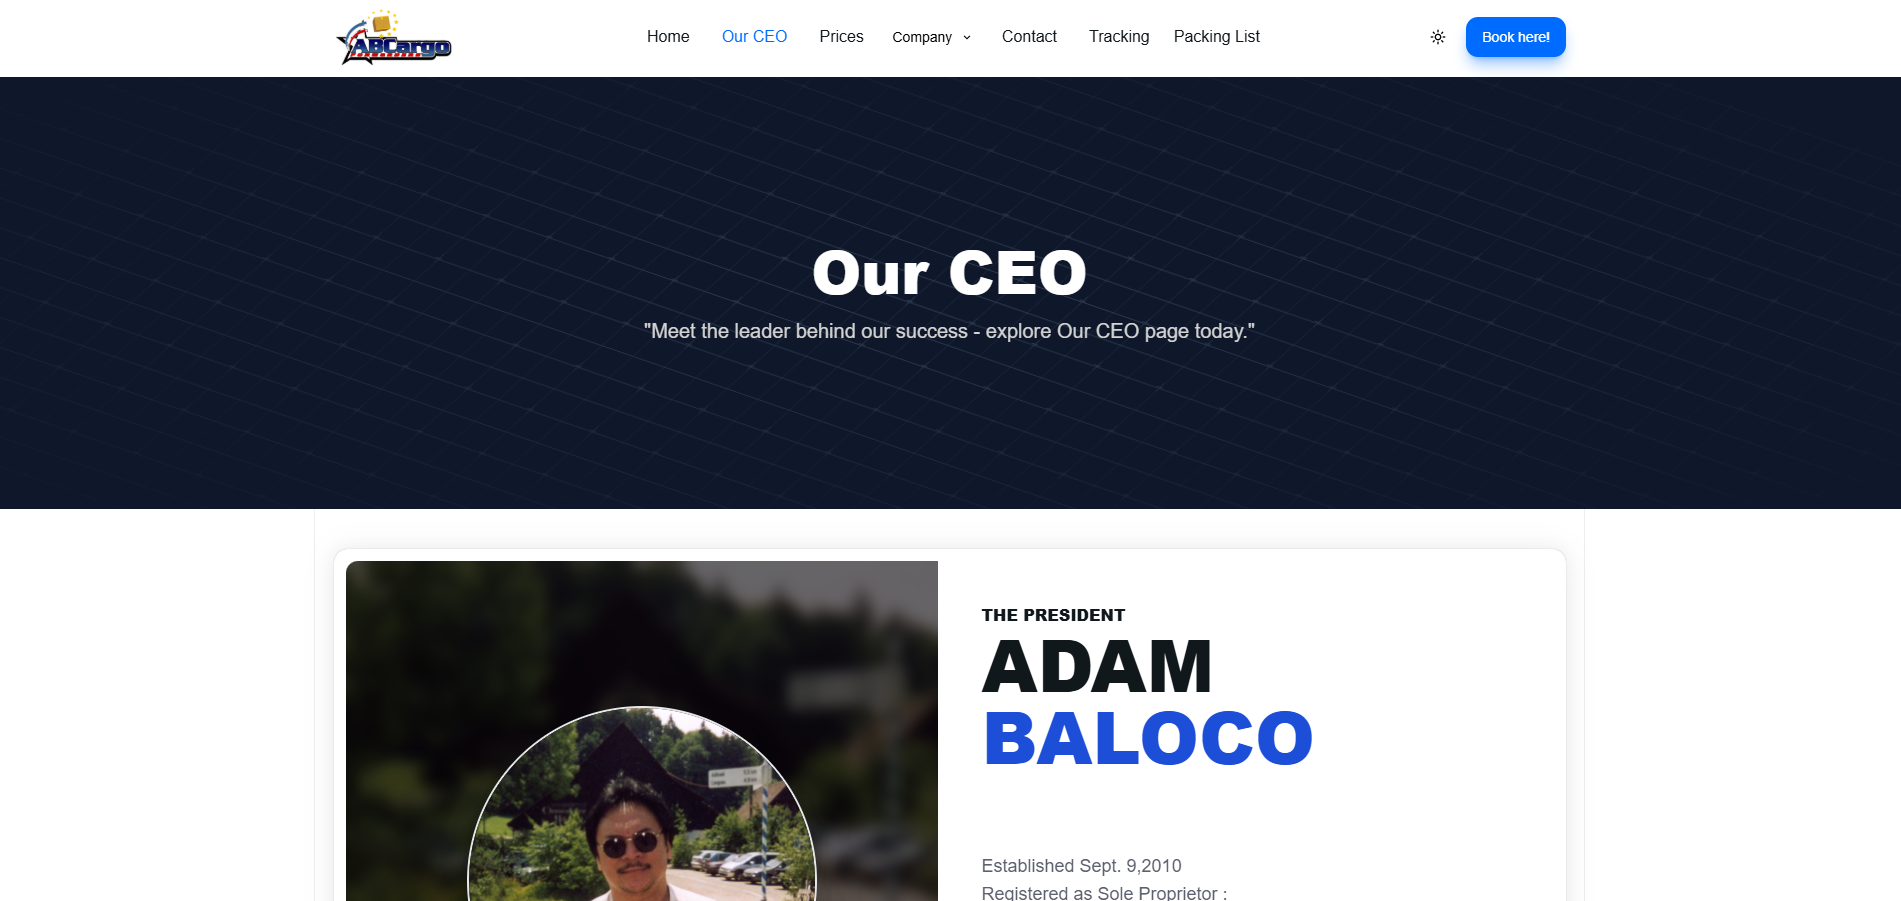 ABCargo
Home
Our CEO
Prices
Company
Contact
Tracking
Packing List
Book here!
Our CEO
"Meet the leader behind our success - explore Our CEO page today."
THE PRESIDENT
ADAM
BALOCO
Established Sept. 9,2010
Registered as Sole Proprietor :